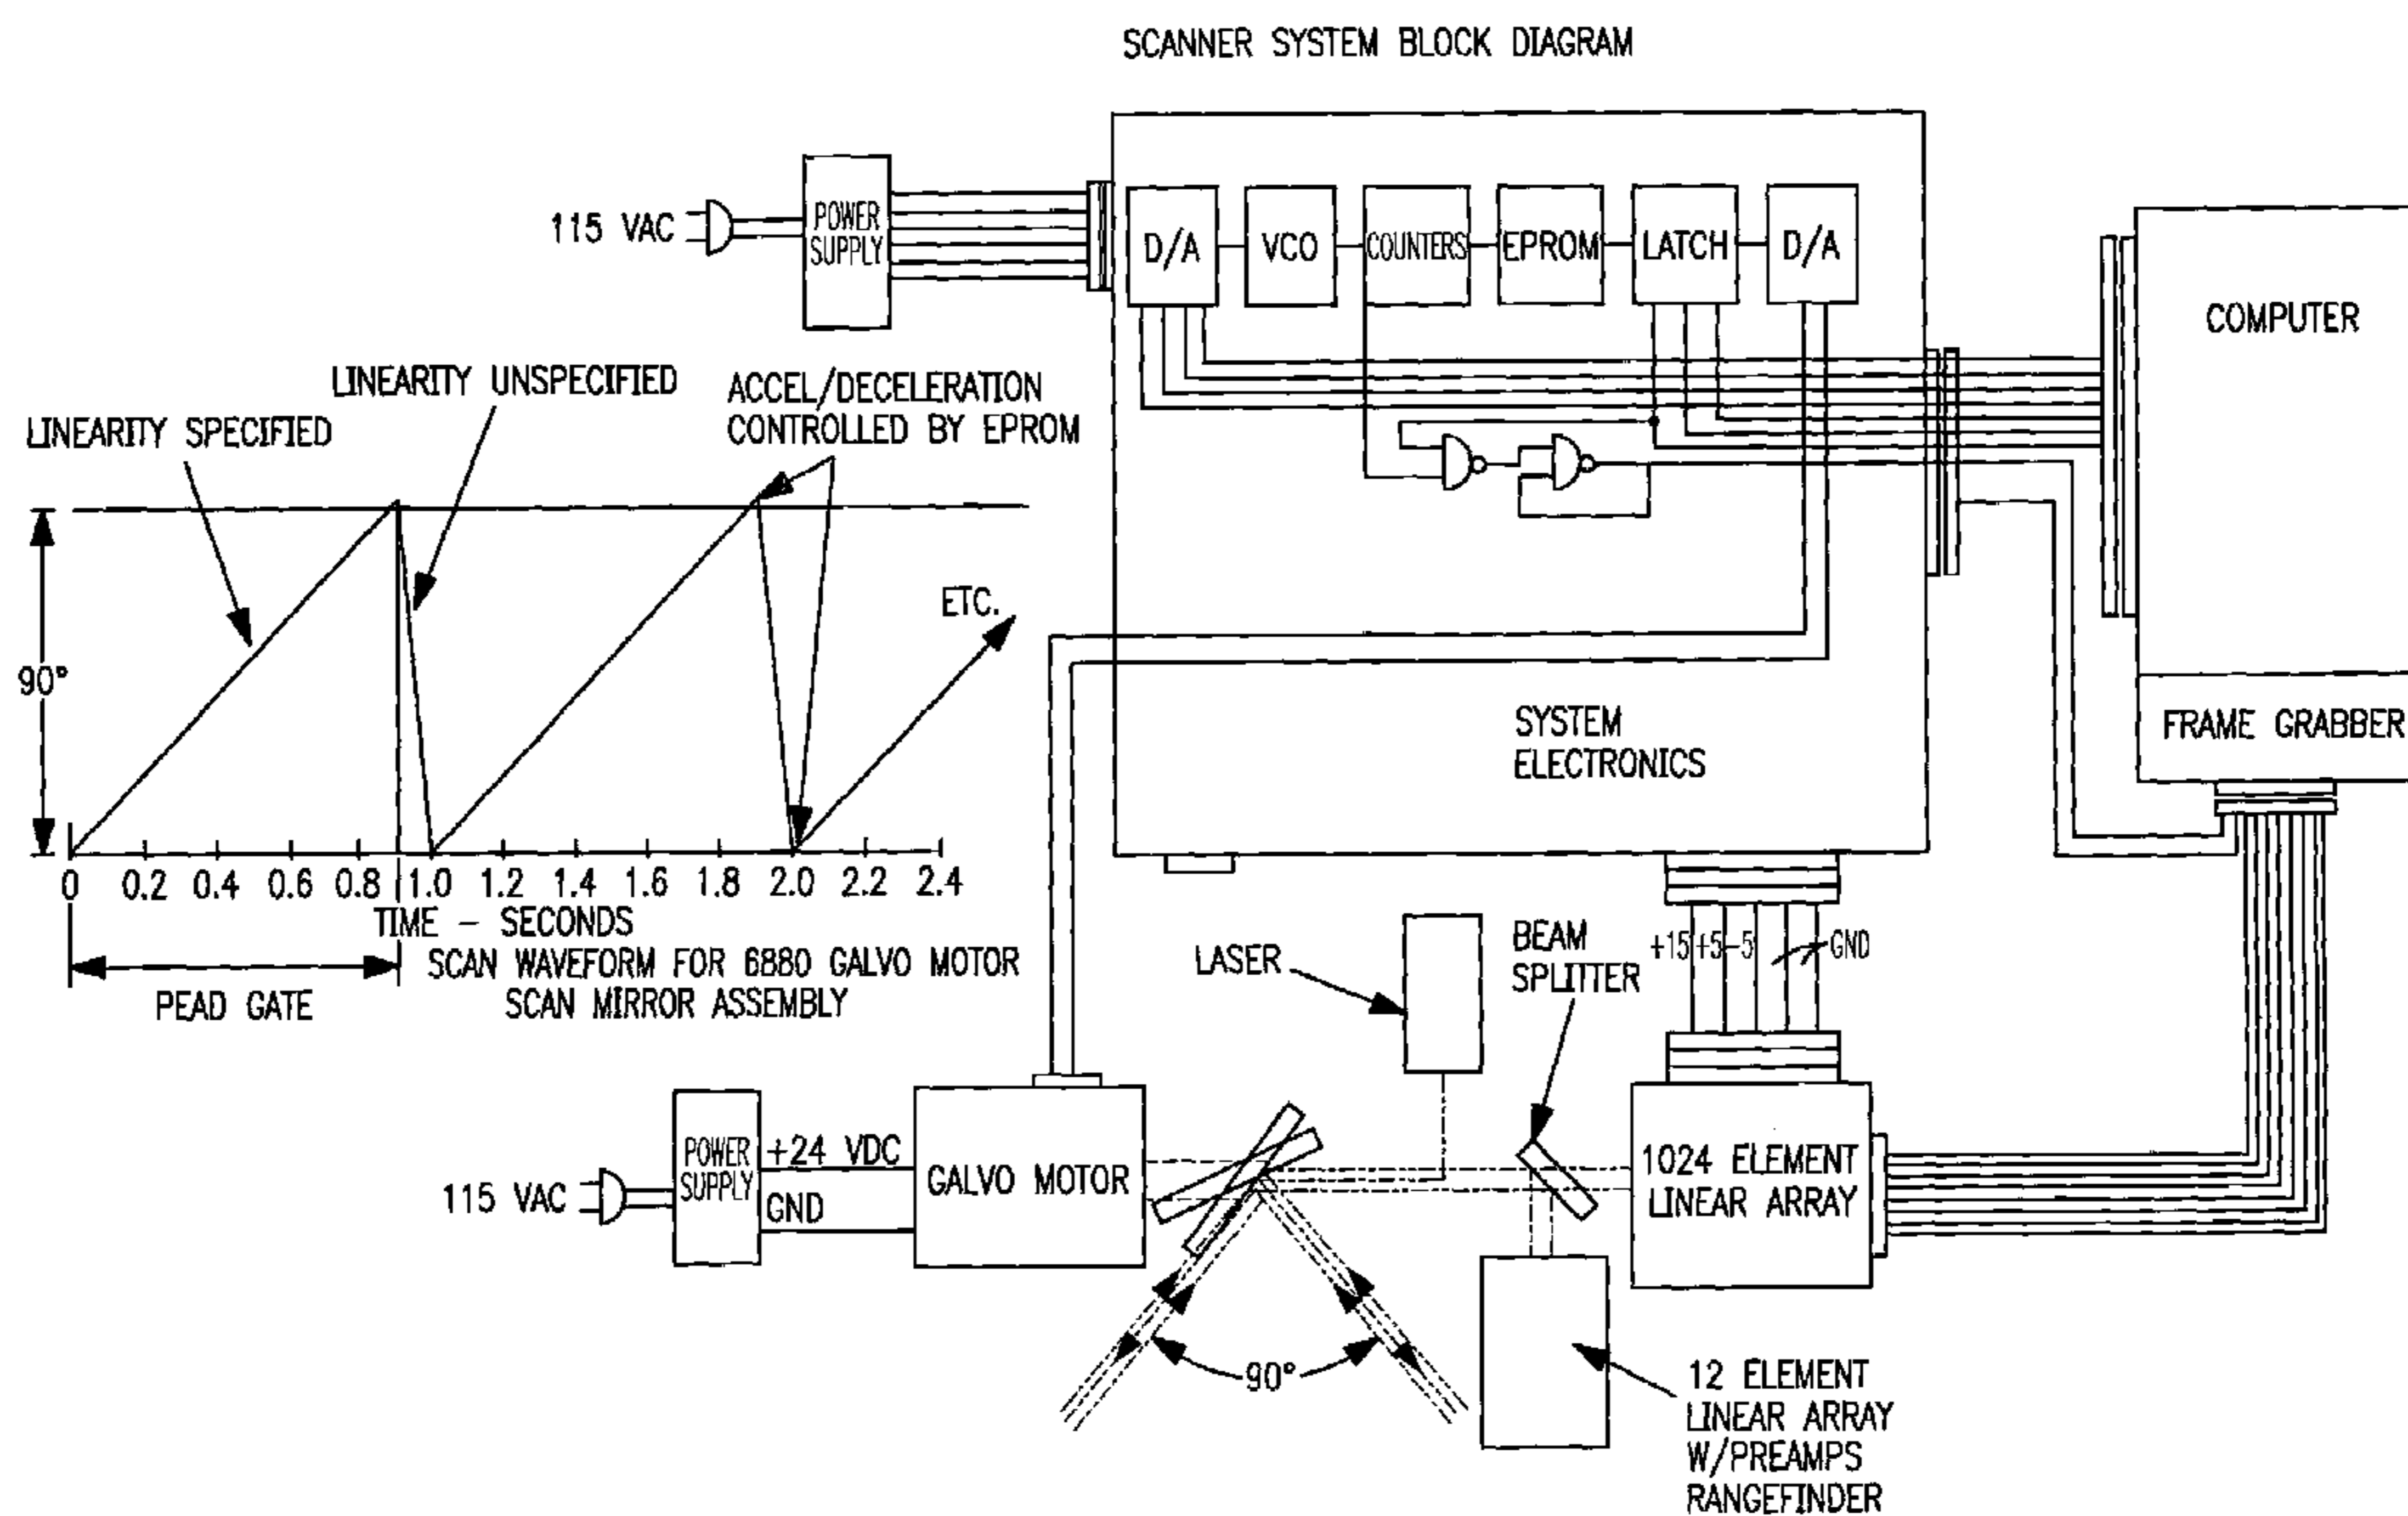 SCANNER SYSTEM BLOCK DIAGRAM
115 VAC
POWER
SUPPLY
D/A
VCO
COUNTERS
EPROM
LATCH
D/A
COMPUTER
FRAME GRABBER
SYSTEM
ELECTRONICS
LINEARITY SPECIFIED
LINEARITY UNSPECIFIED
ACCEL/DECELERATION
CONTROLLED BY EPROM
ETC.
90°
0 0.2 0.4 0.6 0.8 1.0 1.2 1.4 1.6 1.8 2.0 2.2 2.4
TIME - SECONDS
SCAN WAVEFORM FOR 6880 GALVO MOTOR
SCAN MIRROR ASSEMBLY
PEAD GATE
LASER
BEAM
SPLITTER
+15 +5 -5 GND
115 VAC
POWER
SUPPLY
+24 VDC
GND
GALVO MOTOR
1024 ELEMENT
LINEAR ARRAY
90°
12 ELEMENT
LINEAR ARRAY
W/PREAMPS
RANGEFINDER